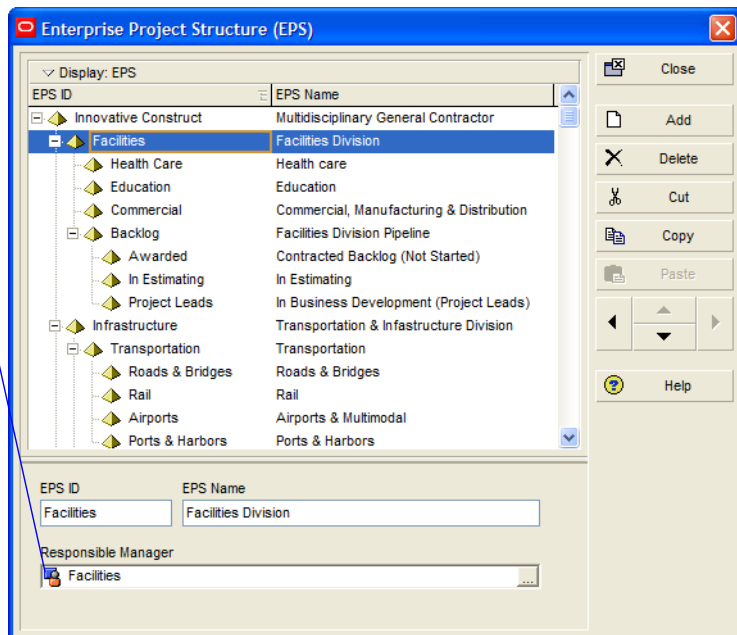 Enterprise Project Structure (EPS)
Display: EPS
EPS ID EPS Name
Innovative Construct Multidisciplinary General Contractor
Facilities Facilities Division
Health Care Health care
Education Education
Commercial Commercial, Manufacturing & Distribution
Backlog Facilities Division Pipeline
Awarded Contracted Backlog (Not Started)
In Estimating In Estimating
Project Leads In Business Development (Project Leads)
Infrastructure Transportation & Infastructure Division
Transportation Transportation
Roads & Bridges Roads & Bridges
Rail Rail
Airports Airports & Multimodal
Ports & Harbors Ports & Harbors
EPS ID EPS Name
Facilities Facilities Division
Responsible Manager
Facilities ...
Close
Add
Delete
Cut
Copy
Paste
Help